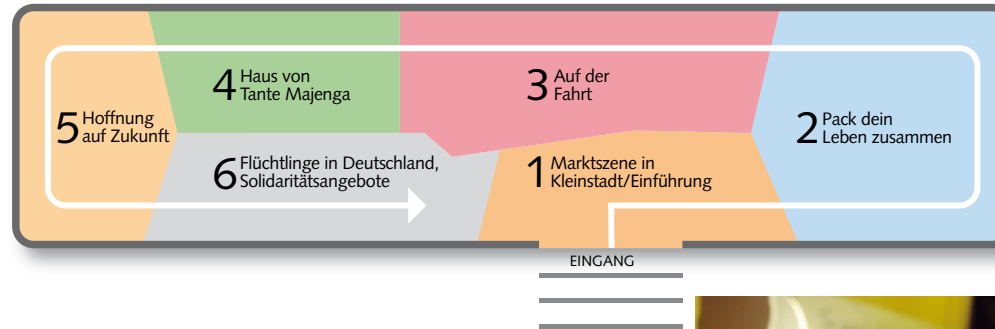 4 Haus von
Tante Majenga
3 Auf der
Fahrt
5 Hoffnung
auf Zukunft
2 Pack dein
Leben zusammen
6 Flüchtlinge in Deutschland,
Solidaritätsangebote
1 Marktszene in
Kleinstadt/Einführung
EINGANG